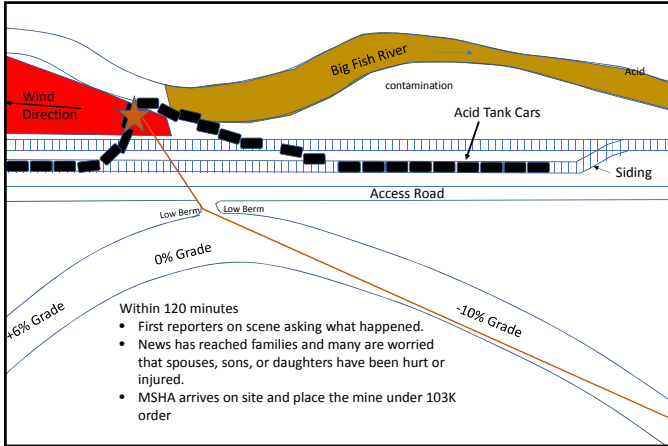 Big Fish River
Acid
contamination
Wind
Direction
Acid Tank Cars
Siding
Access Road
Low Berm
Low Berm
0% Grade
+6% Grade
-10% Grade
Within 120 minutes
• First reporters on scene asking what happened.
• News has reached families and many are worried
that spouses, sons, or daughters have been hurt or
injured.
• MSHA arrives on site and place the mine under 103K
order